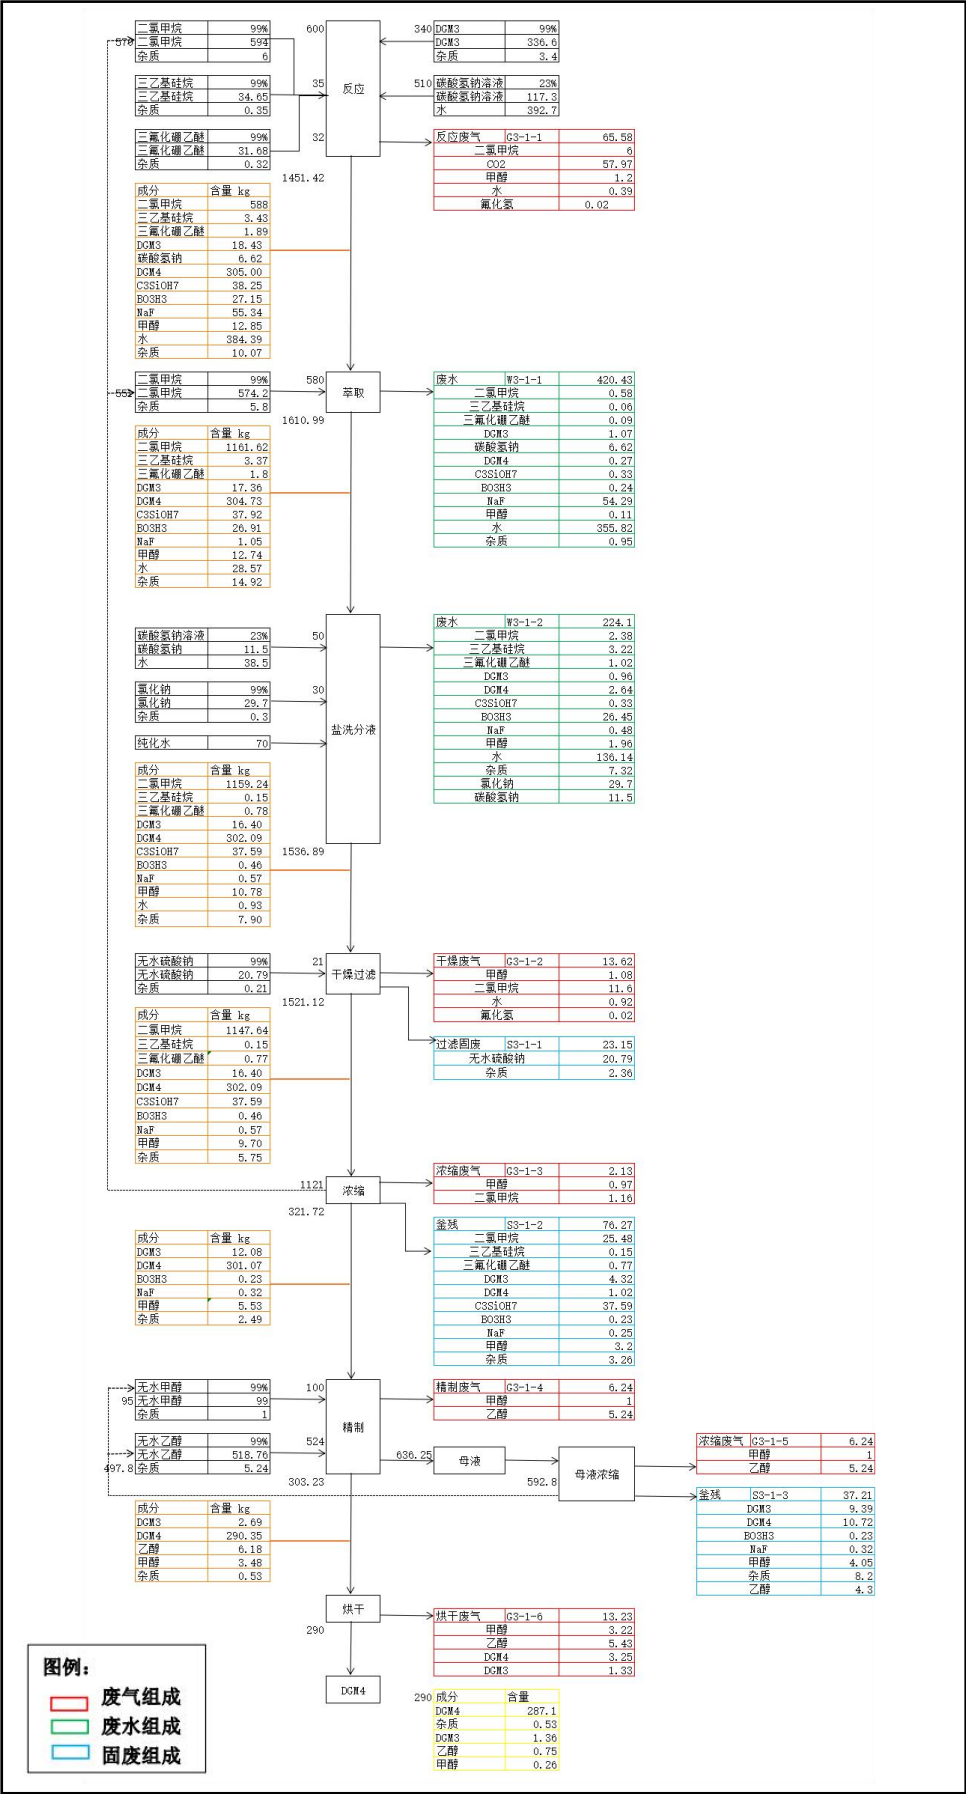 二氯甲烷 99% 600 340 DGM3 99%
570 二氯甲烷 594 DGM3 336.6
杂质 6 杂质 3.4
三乙基硅烷 99% 35 反应 510 碳酸氢钠溶液 23%
三乙基硅烷 34.65 碳酸氢钠溶液 117.3
杂质 0.35 水 392.7
三氟化硼乙醚 99% 32 反应废气 G3-1-1 65.58
三氟化硼乙醚 31.68 二氯甲烷 6
杂质 0.32 CO2 57.97
1451.42 甲醇 1.2
成分 含量 kg 水 0.39
二氯甲烷 588 氟化氢 0.02
三乙基硅烷 3.43
三氟化硼乙醚 1.89
DGM3 18.43
碳酸氢钠 6.62
DGM4 305.00
C3SiOH7 38.25
BO3H3 27.15
NaF 55.34
甲醇 12.85
水 384.39
杂质 10.07
二氯甲烷 99% 580 萃取 废水 W3-1-1 420.43
552 二氯甲烷 574.2 二氯甲烷 0.58
杂质 5.8 三乙基硅烷 0.06
1610.99 三氟化硼乙醚 0.09
成分 含量 kg DGM3 1.07
二氯甲烷 1161.62 碳酸氢钠 6.62
三乙基硅烷 3.37 DGM4 0.27
三氟化硼乙醚 1.8 C3SiOH7 0.33
DGM3 17.36 BO3H3 0.24
DGM4 304.73 NaF 54.29
C3SiOH7 37.92 甲醇 0.11
BO3H3 26.91 水 355.82
NaF 1.05 杂质 0.95
甲醇 12.74
水 28.57
杂质 14.92
废水 W3-1-2 224.1
碳酸氢钠溶液 23% 50 二氯甲烷 2.38
碳酸氢钠 11.5 三乙基硅烷 3.22
水 38.5 三氟化硼乙醚 1.02
DGM3 0.96
氯化钠 99% 30 DGM4 2.64
氯化钠 29.7 C3SiOH7 0.33
杂质 0.3 BO3H3 26.45
盐洗分液 NaF 0.48
纯化水 70 甲醇 1.96
水 136.14
成分 含量 kg 杂质 7.32
二氯甲烷 1159.24 氯化钠 29.7
三乙基硅烷 0.15 碳酸氢钠 11.5
三氟化硼乙醚 0.78
DGM3 16.40
DGM4 302.09
C3SiOH7 37.59 1536.89
BO3H3 0.46
NaF 0.57
甲醇 10.78
水 0.93
杂质 7.90
无水硫酸钠 99% 21 干燥过滤 干燥废气 G3-1-2 13.62
无水硫酸钠 20.79 甲醇 1.08
杂质 0.21 二氯甲烷 11.6
1521.12 水 0.92
成分 含量 kg 氟化氢 0.02
二氯甲烷 1147.64
三乙基硅烷 0.15 过滤固废 S3-1-1 23.15
三氟化硼乙醚 0.77 无水硫酸钠 20.79
DGM3 16.40 杂质 2.36
DGM4 302.09
C3SiOH7 37.59
BO3H3 0.46
NaF 0.57
甲醇 9.70
杂质 5.75
浓缩废气 G3-1-3 2.13
1121 浓缩 甲醇 0.97
二氯甲烷 1.16
321.72
釜残 S3-1-2 76.27
成分 含量 kg 二氯甲烷 25.48
DGM3 12.08 三乙基硅烷 0.15
DGM4 301.07 三氟化硼乙醚 0.77
BO3H3 0.23 DGM3 4.32
NaF 0.32 DGM4 1.02
甲醇 5.53 C3SiOH7 37.59
杂质 2.49 BO3H3 0.23
NaF 0.25
甲醇 3.2
杂质 3.26
无水甲醇 99% 100 精制废气 G3-1-4 6.24
95 无水甲醇 99 甲醇 1
杂质 1 乙醇 5.24
精制
无水乙醇 99% 524 浓缩废气 G3-1-5 6.24
无水乙醇 518.76 636.25 母液 甲醇 1
497.8 杂质 5.24 乙醇 5.24
303.23 592.8 母液浓缩
釜残 S3-1-3 37.21
成分 含量 kg DGM3 9.39
DGM3 2.69 DGM4 10.72
DGM4 290.35 BO3H3 0.23
乙醇 6.18 NaF 0.32
甲醇 3.48 甲醇 4.05
杂质 0.53 杂质 8.2
乙醇 4.3
烘干 烘干废气 G3-1-6 13.23
290 甲醇 3.22
乙醇 5.43
DGM4 3.25
DGM3 1.33
DGM4 290 成分 含量
DGM4 287.1
杂质 0.53
DGM3 1.36
乙醇 0.75
甲醇 0.26
图例：
废气组成
废水组成
固废组成